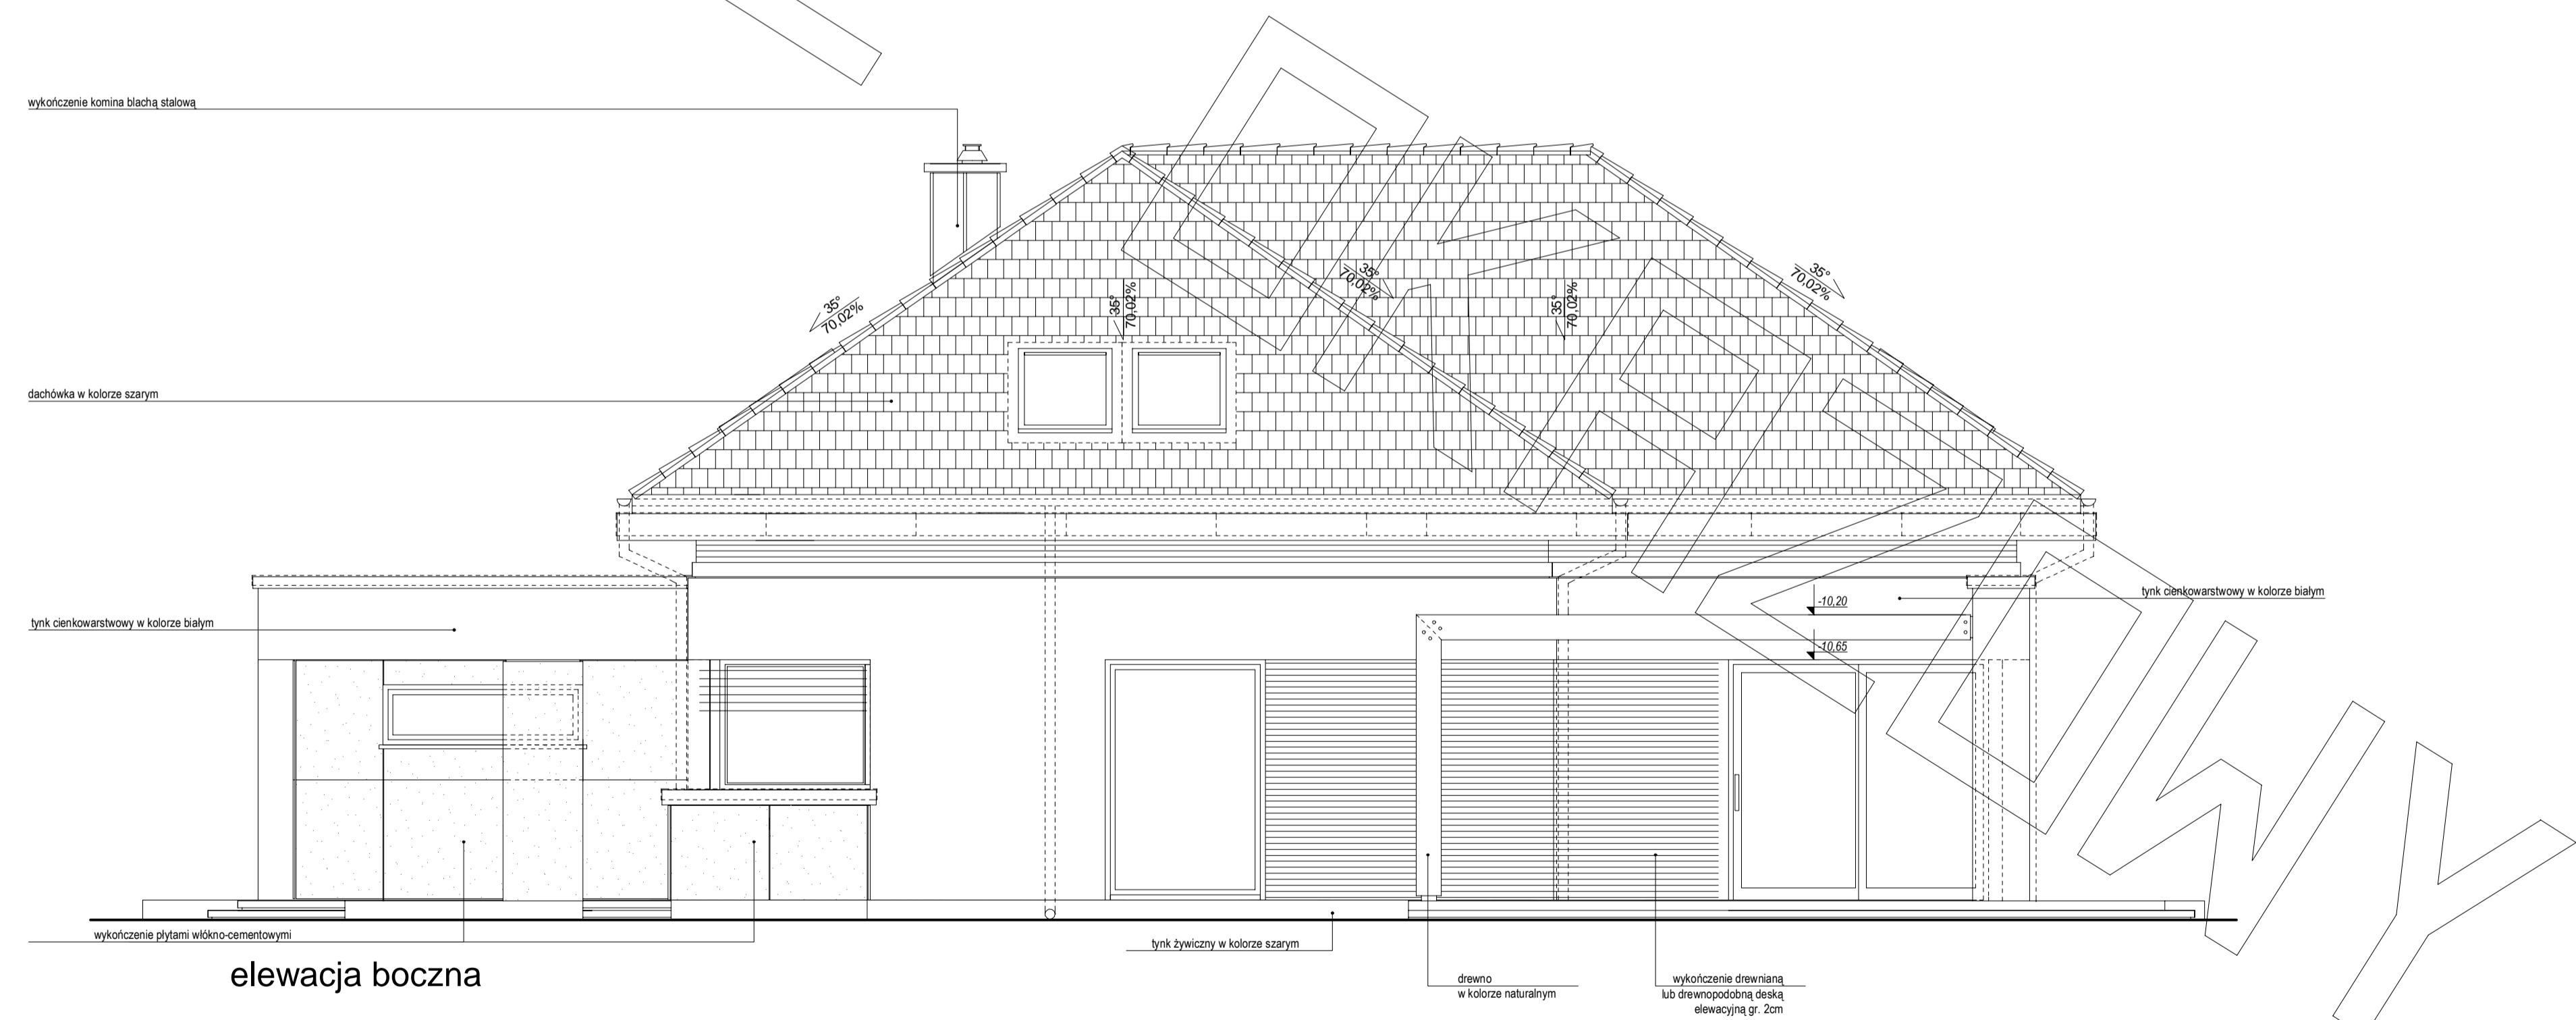 wykończenie komina blachą stalową
35°
70,02%
35°
70,02%
35°
70,02%
35°
70,02%
35°
70,02%
dachówka w kolorze szarym
tynk cienkowarstwowy w kolorze białym
-10,20
tynk cienkowarstwowy w kolorze białym
-10,65
wykończenie płytami włókno-cementowymi
tynk żywiczny w kolorze szarym
elewacja boczna
drewno
w kolorze naturalnym
wykończenie drewnianą
lub drewnopodobną deską
elewacyjną gr. 2cm